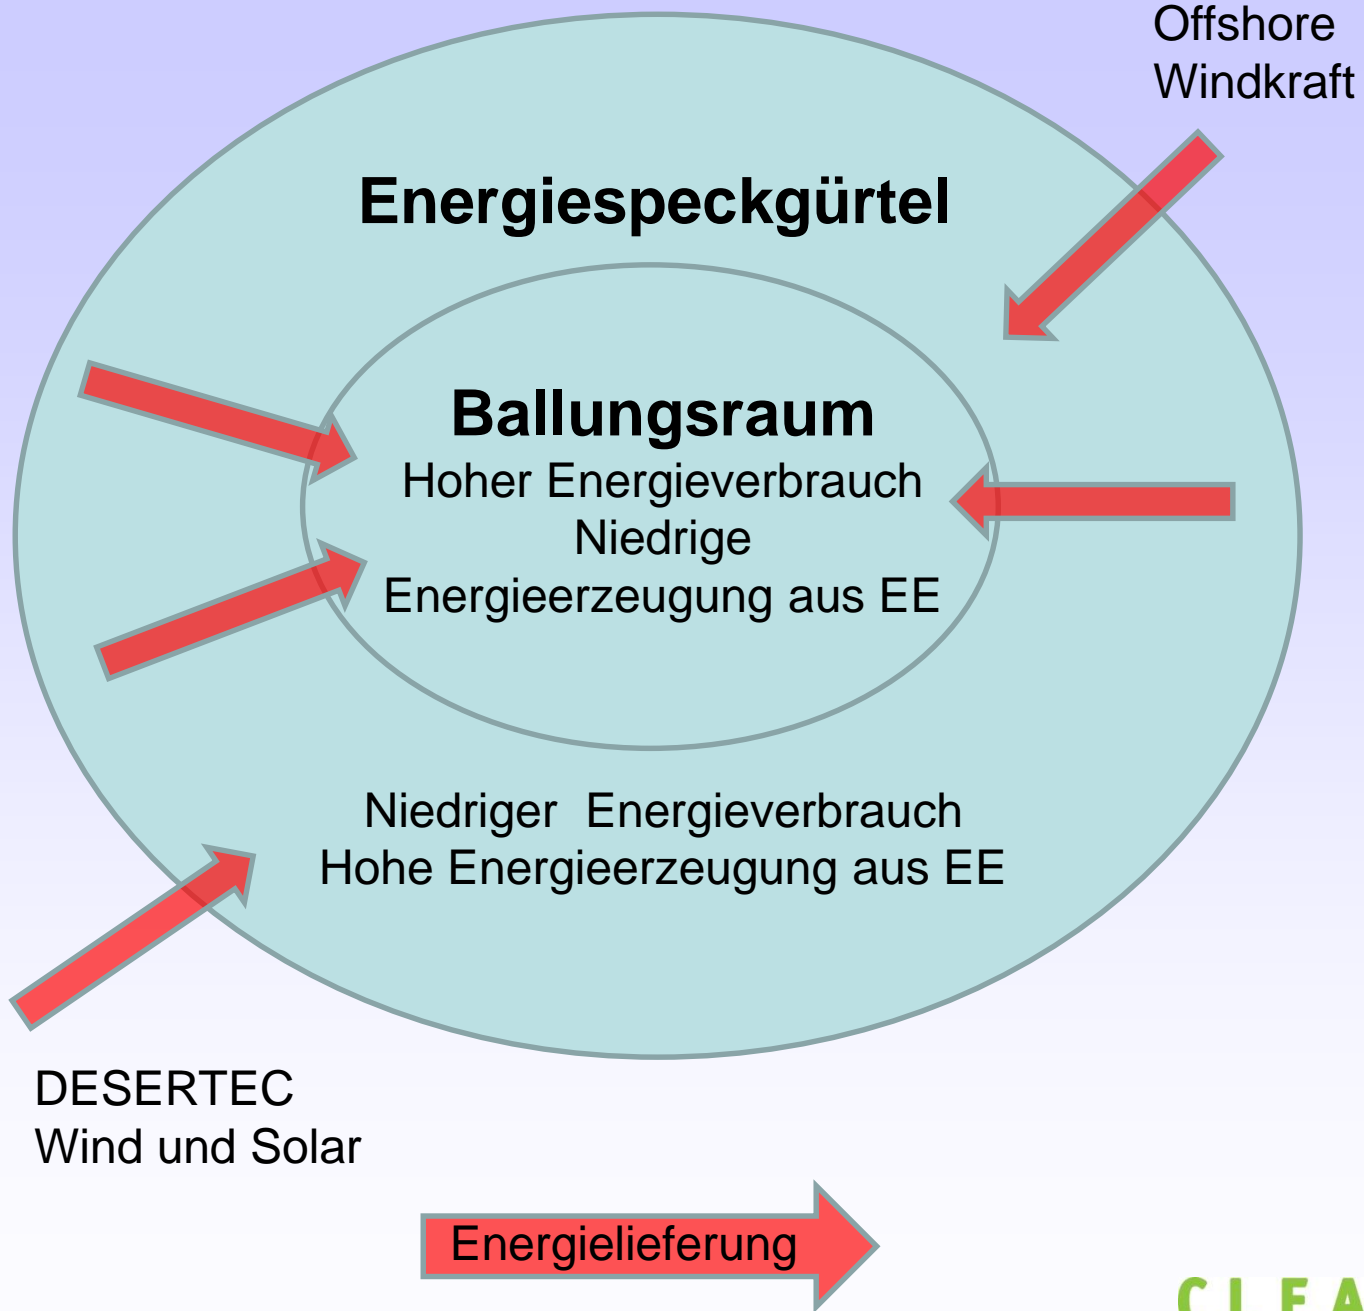 Offshore
Windkraft
Energiespeckgürtel
Ballungsraum
Hoher Energieverbrauch
Niedrige
Energieerzeugung aus EE
Niedriger  Energieverbrauch
Hohe Energieerzeugung aus EE
DESERTEC
Wind und Solar
Energielieferung